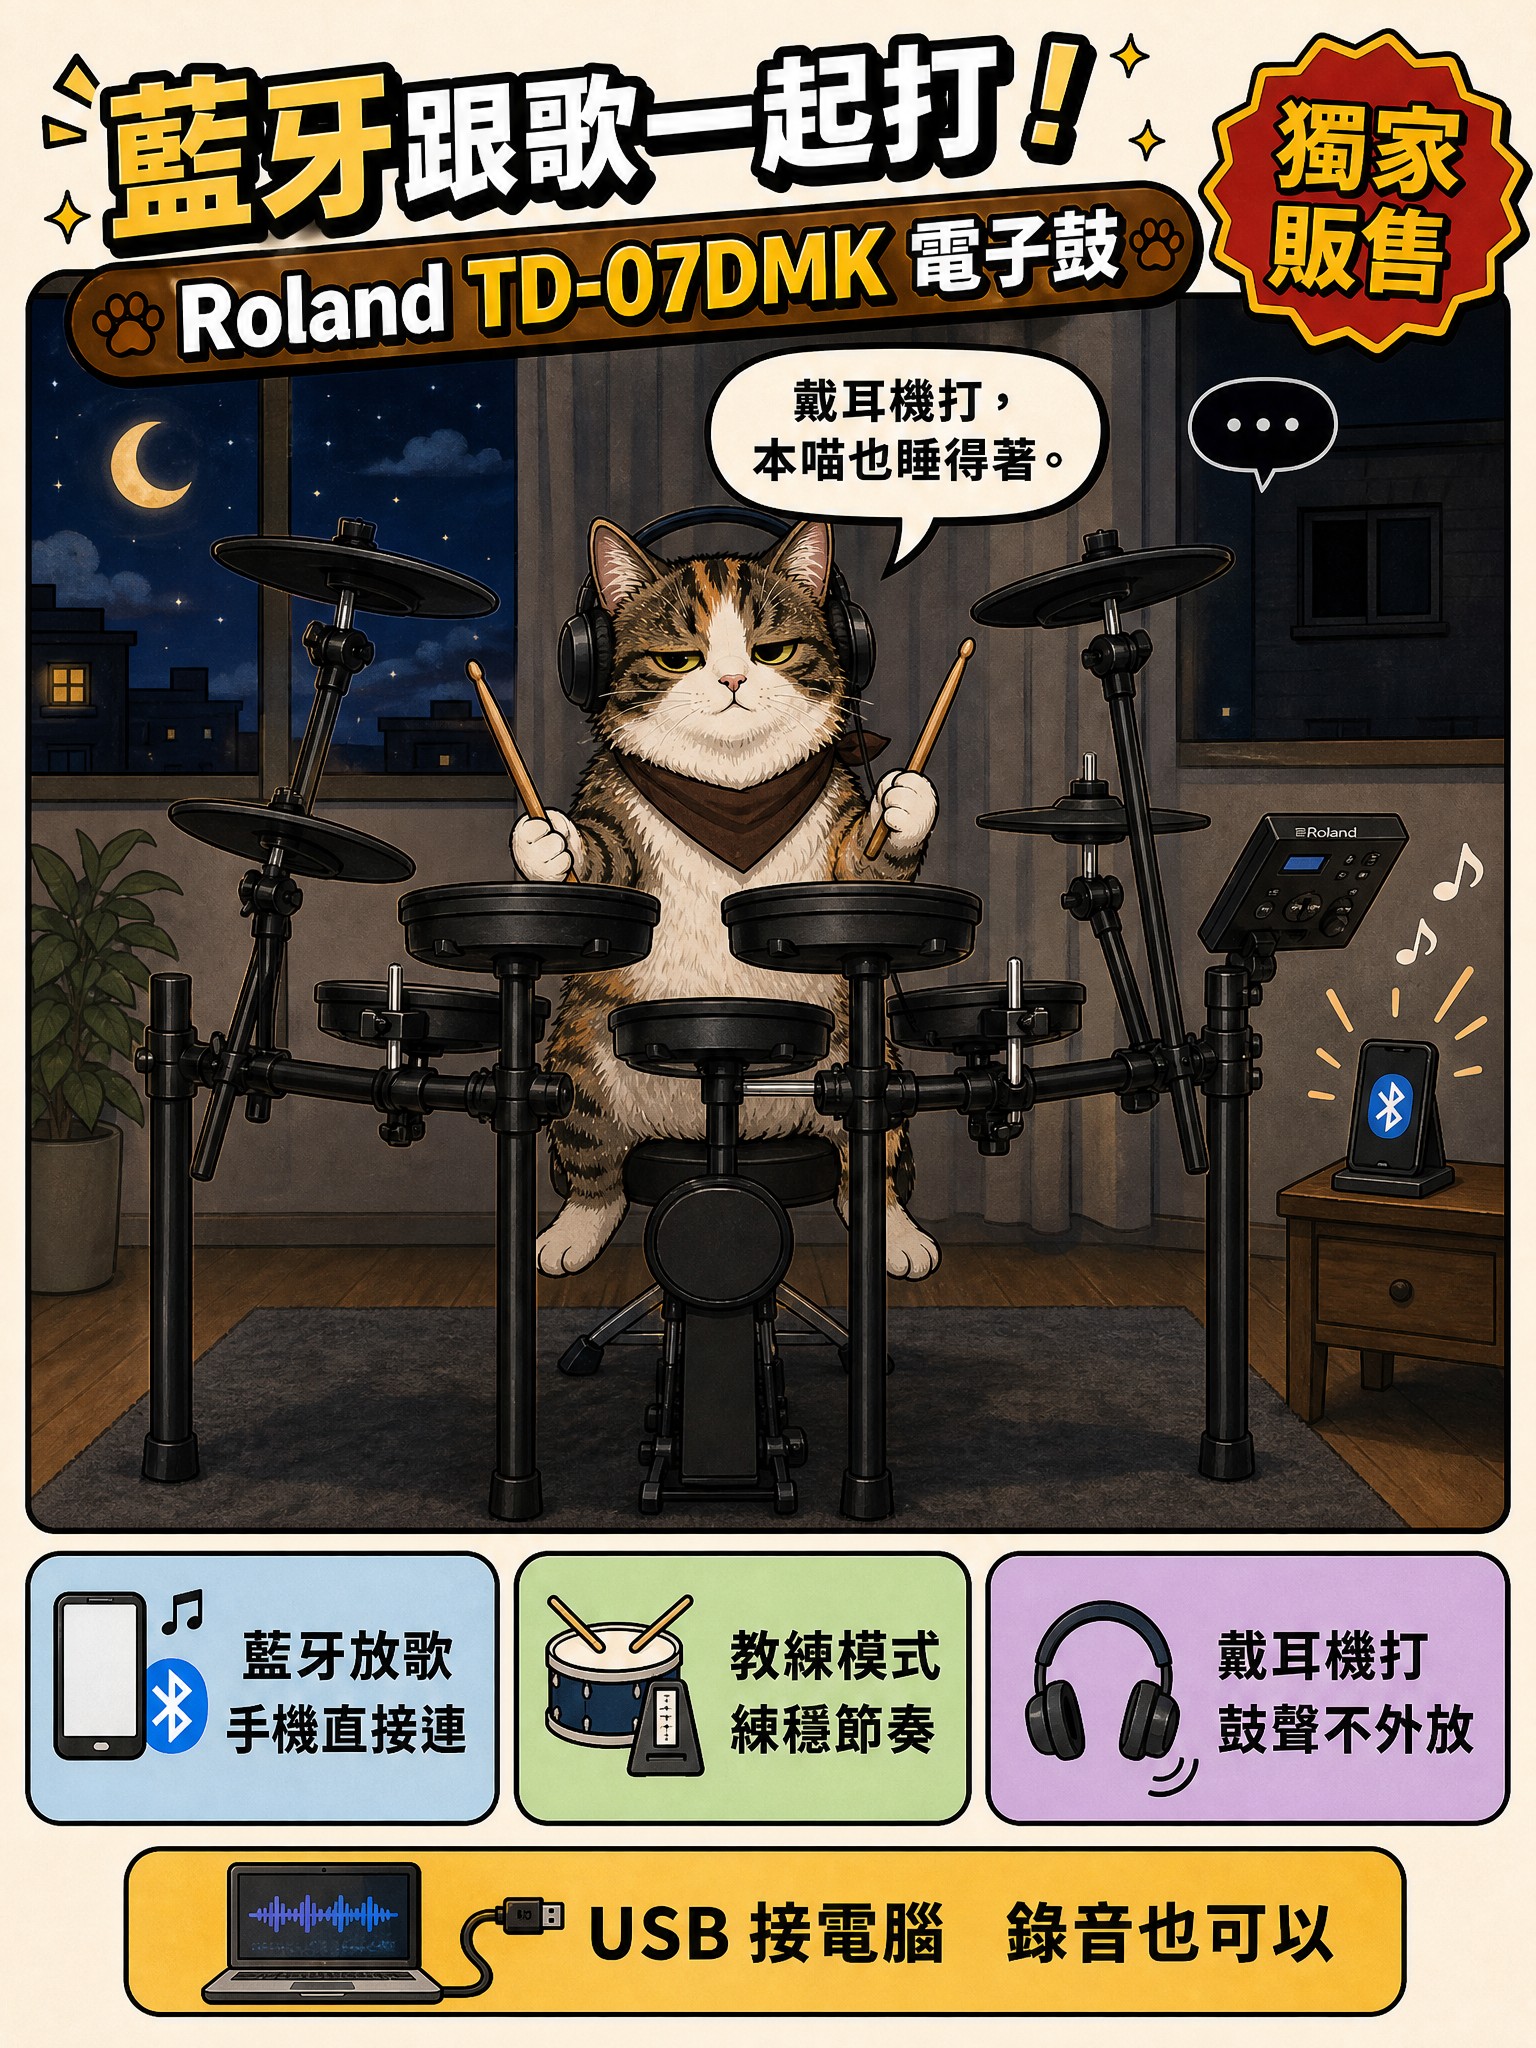 藍牙跟歌一起打！
獨家
販售
Roland TD-07DMK 電子鼓
戴耳機打，
本喵也睡得著。
Roland
藍牙放歌
手機直接連
教練模式
練穩節奏
戴耳機打
鼓聲不外放
USB 接電腦 錄音也可以